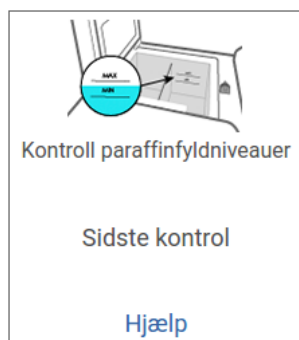 MAX
MIN
Kontroll paraffinfyldniveauer
Sidste kontrol
Hjælp